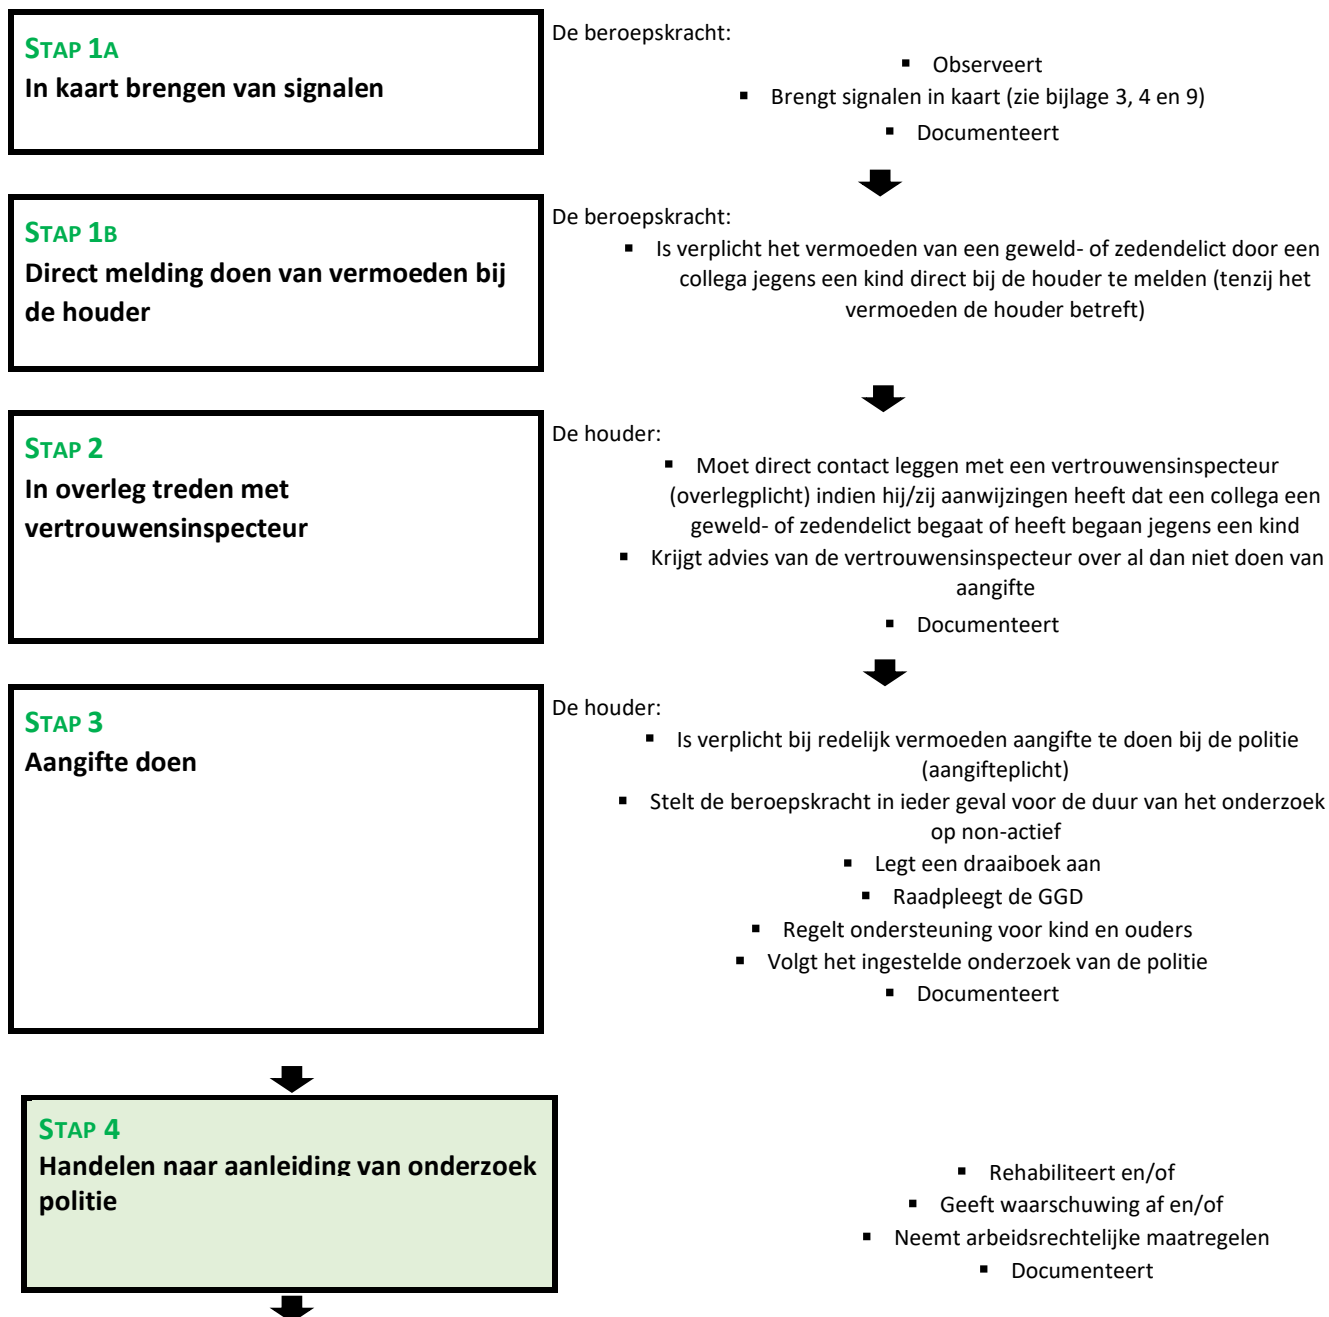 STAP 1A
In kaart brengen van signalen
De beroepskracht:
▪ Observeert
▪ Brengt signalen in kaart (zie bijlage 3, 4 en 9)
▪ Documenteert
STAP 1B
Direct melding doen van vermoeden bij
de houder
De beroepskracht:
▪ Is verplicht het vermoeden van een geweld- of zedendelict door een
collega jegens een kind direct bij de houder te melden (tenzij het
vermoeden de houder betreft)
STAP 2
In overleg treden met
vertrouwensinspecteur
De houder:
▪ Moet direct contact leggen met een vertrouwensinspecteur
(overlegplicht) indien hij/zij aanwijzingen heeft dat een collega een
geweld- of zedendelict begaat of heeft begaan jegens een kind
▪ Krijgt advies van de vertrouwensinspecteur over al dan niet doen van
aangifte
▪ Documenteert
STAP 3
Aangifte doen
De houder:
▪ Is verplicht bij redelijk vermoeden aangifte te doen bij de politie
(aangifteplicht)
▪ Stelt de beroepskracht in ieder geval voor de duur van het onderzoek
op non-actief
▪ Legt een draaiboek aan
▪ Raadpleegt de GGD
▪ Regelt ondersteuning voor kind en ouders
▪ Volgt het ingestelde onderzoek van de politie
▪ Documenteert
STAP 4
Handelen naar aanleiding van onderzoek
politie
▪ Rehabiliteert en/of
▪ Geeft waarschuwing af en/of
▪ Neemt arbeidsrechtelijke maatregelen
▪ Documenteert